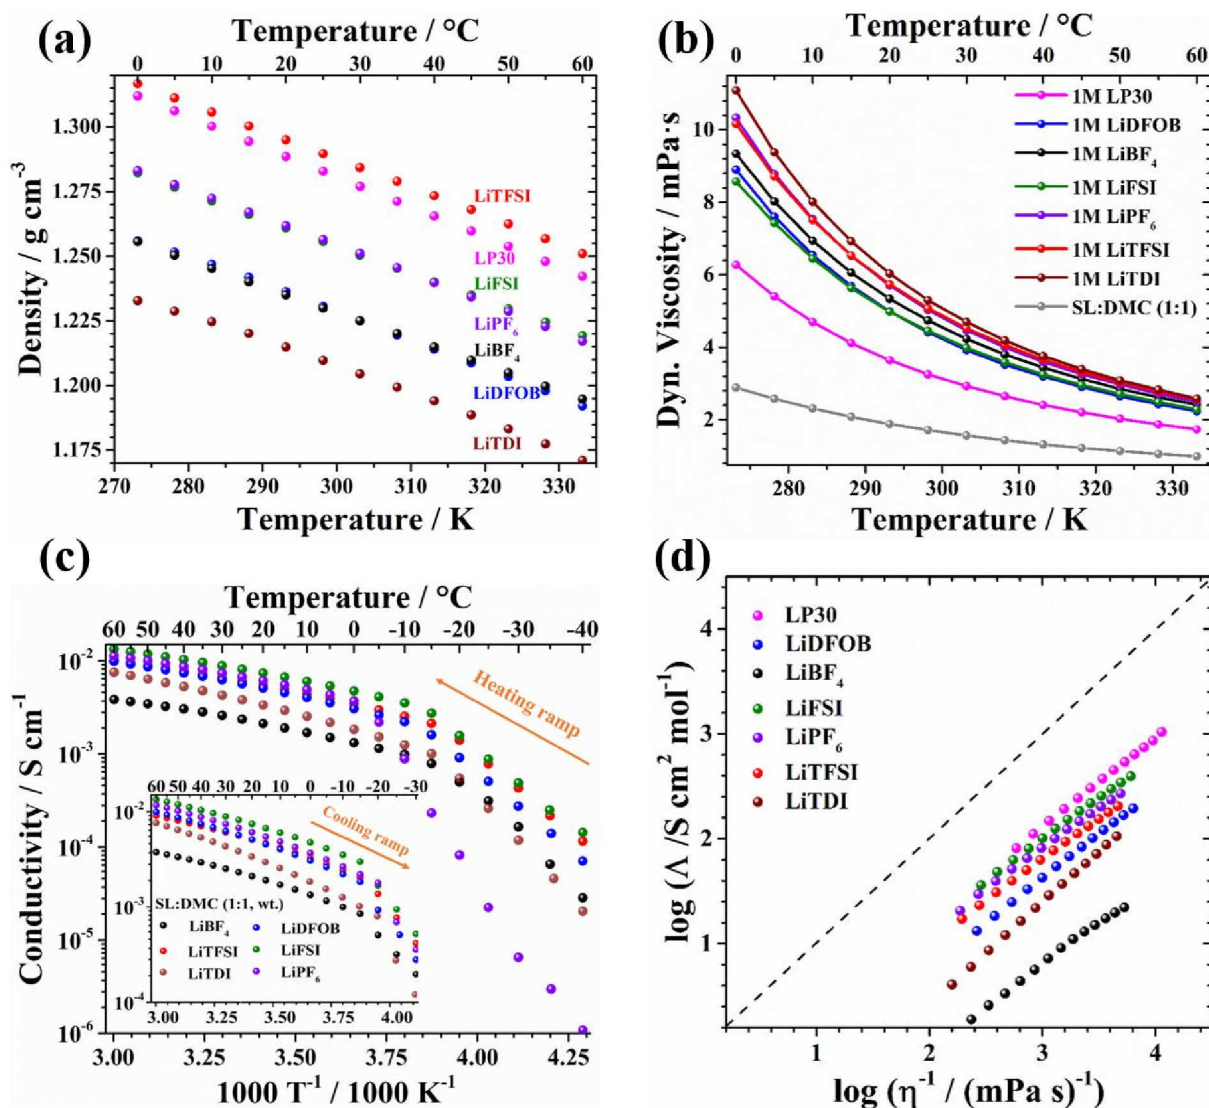 (a)
Temperature / °C
0 10 20 30 40 50 60
Density / g cm⁻³
1.300
1.275
1.250
1.225
1.200
1.175
LiTFSI
LP30
LiFSI
LiPF₆
LiBF₄
LiDFOB
LiTDI
270 280 290 300 310 320 330
Temperature / K
(b)
Temperature / °C
0 10 20 30 40 50 60
Dyn. Viscosity / mPa·s
10
8
6
4
2
1M LP30
1M LiDFOB
1M LiBF₄
1M LiFSI
1M LiPF₆
1M LiTFSI
1M LiTDI
SL:DMC (1:1)
280 290 300 310 320 330
Temperature / K
(c)
Temperature / °C
60 50 40 30 20 10 0 -10 -20 -30 -40
Conductivity / S cm⁻¹
10⁻²
10⁻³
10⁻⁴
10⁻⁵
10⁻⁶
Heating ramp
60 50 40 30 20 10 0 -10 -20 -30
Cooling ramp
10⁻²
10⁻³
10⁻⁴
SL:DMC (1:1, wt.)
LiBF₄ LiDFOB
LiTFSI LiFSI
LiTDI LiPF₆
3.00 3.25 3.50 3.75 4.00
3.00 3.25 3.50 3.75 4.00 4.25
1000 T⁻¹ / 1000 K⁻¹
(d)
log (Λ /S cm² mol⁻¹)
4
3
2
1
LP30
LiDFOB
LiBF₄
LiFSI
LiPF₆
LiTFSI
LiTDI
1 2 3 4
log (η⁻¹ / (mPa s)⁻¹)